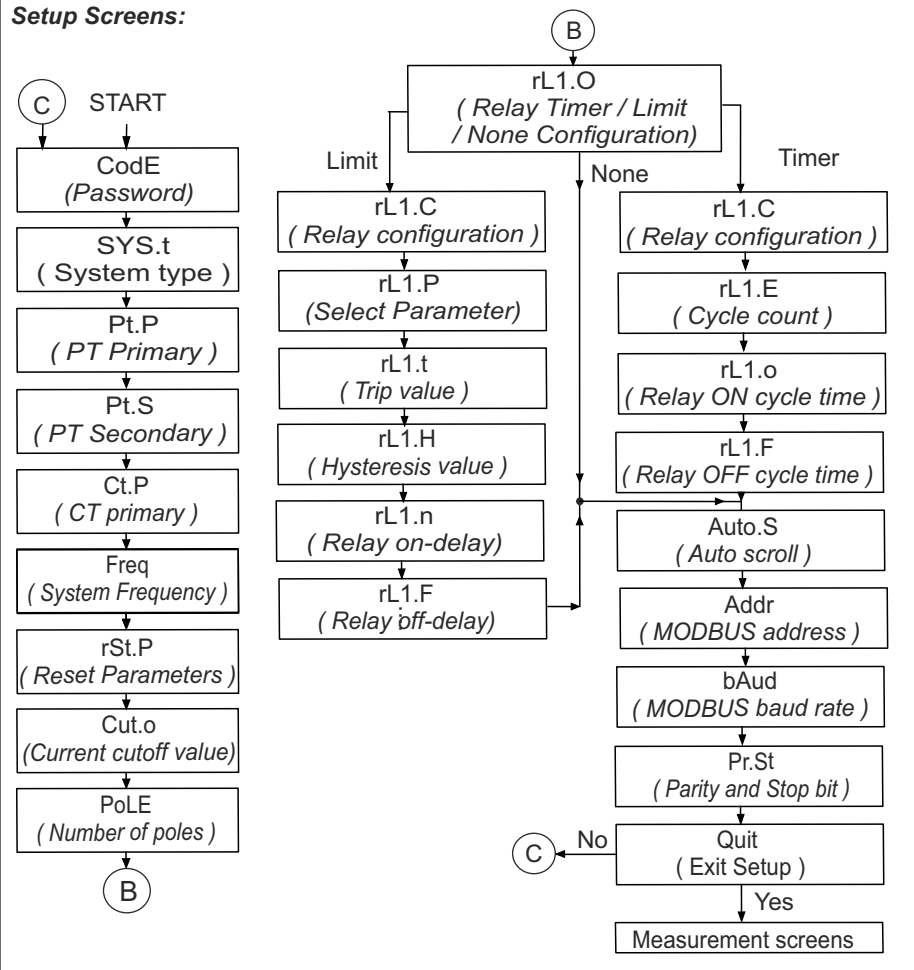 Setup Screens:
C
START
CodE
(Password)
SYS.t
( System type )
Pt.P
( PT Primary )
Pt.S
( PT Secondary )
Ct.P
( CT primary )
Freq
( System Frequency )
rSt.P
( Reset Parameters )
Cut.o
(Current cutoff value)
PoLE
( Number of poles )
B
B
rL1.O
( Relay Timer / Limit
/ None Configuration)
Limit
None
Timer
rL1.C
( Relay configuration )
rL1.P
(Select Parameter)
rL1.t
( Trip value )
rL1.H
( Hysteresis value )
rL1.n
( Relay on-delay)
rL1.F
( Relay off-delay)
rL1.C
( Relay configuration )
rL1.E
( Cycle count )
rL1.o
( Relay ON cycle time )
rL1.F
( Relay OFF cycle time )
Auto.S
( Auto scroll )
Addr
( MODBUS address )
bAud
( MODBUS baud rate )
Pr.St
( Parity and Stop bit )
Quit
( Exit Setup )
No
C
Yes
Measurement screens